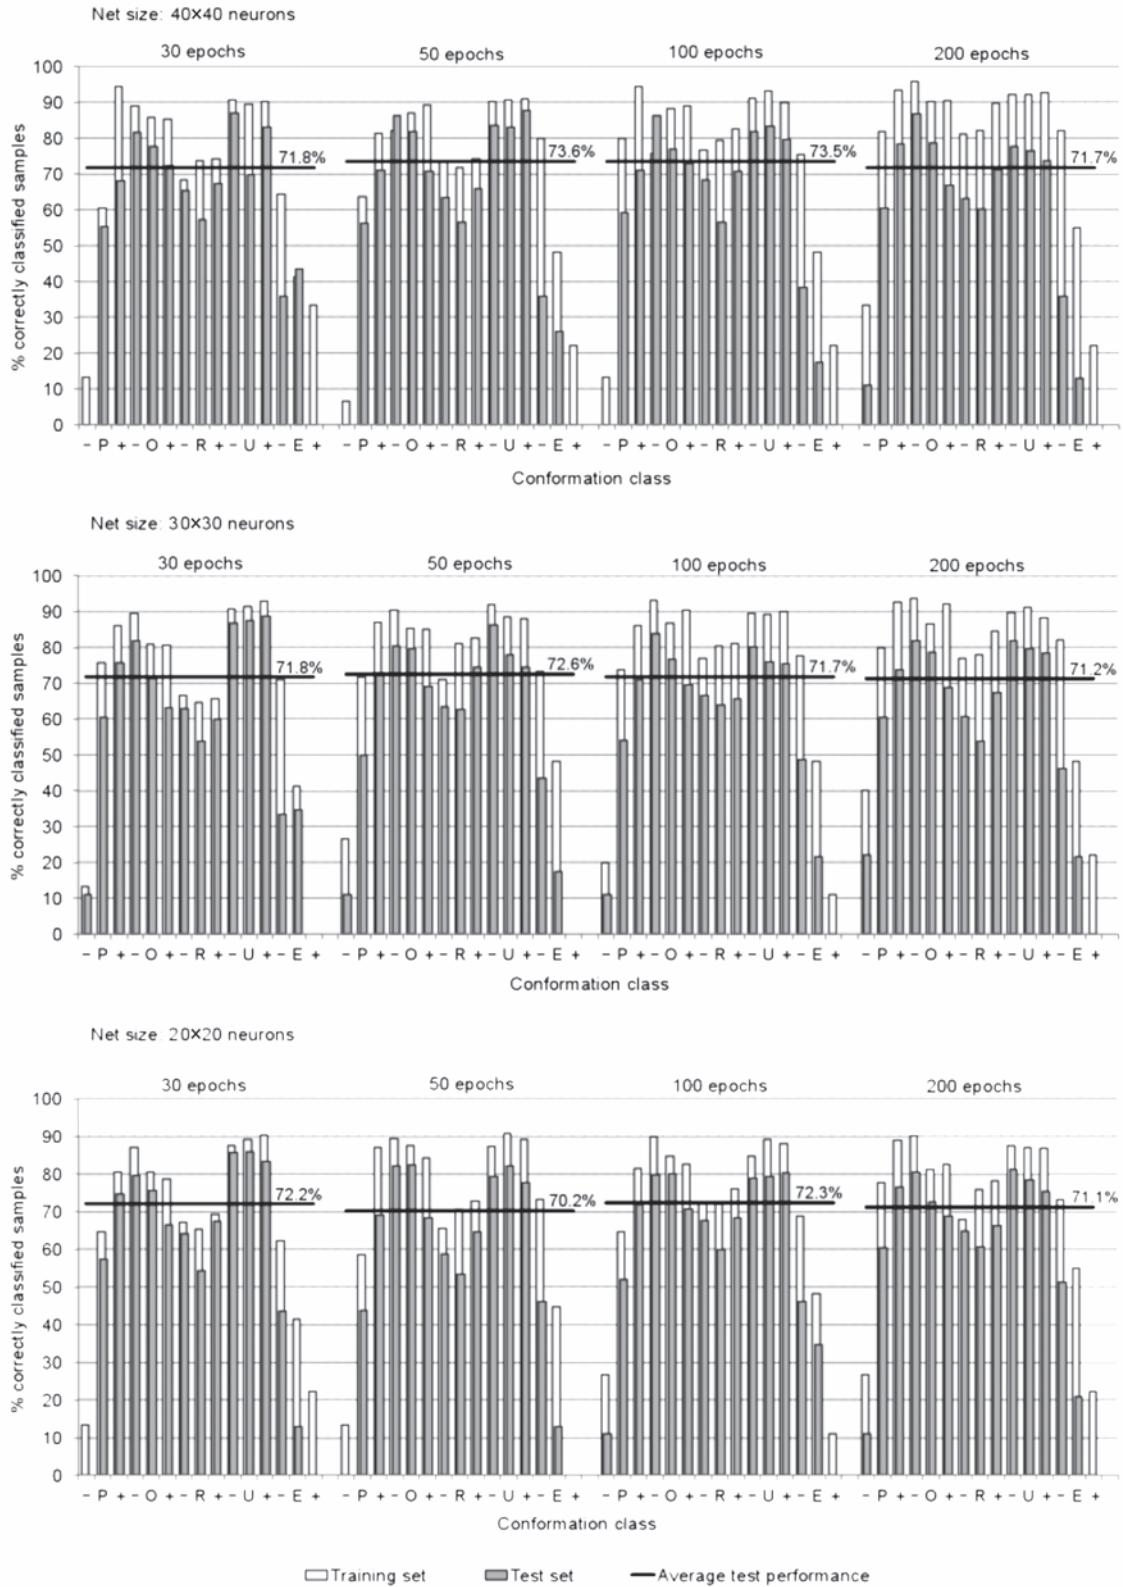 Net size: 40×40 neurons
30 epochs 50 epochs 100 epochs 200 epochs
100
90
80
70
60
50
40
30
20
10
0
% correctly classified samples
71.8% 73.6% 73.5% 71.7%
− P + − O + − R + − U + − E + − P + − O + − R + − U + − E + − P + − O + − R + − U + − E + − P + − O + − R + − U + − E +
Conformation class
Net size: 30×30 neurons
30 epochs 50 epochs 100 epochs 200 epochs
100
90
80
70
60
50
40
30
20
10
0
% correctly classified samples
71.8% 72.6% 71.7% 71.2%
− P + − O + − R + − U + − E + − P + − O + − R + − U + − E + − P + − O + − R + − U + − E + − P + − O + − R + − U + − E +
Conformation class
Net size: 20×20 neurons
30 epochs 50 epochs 100 epochs 200 epochs
100
90
80
70
60
50
40
30
20
10
0
% correctly classified samples
72.2% 70.2% 72.3% 71.1%
− P + − O + − R + − U + − E + − P + − O + − R + − U + − E + − P + − O + − R + − U + − E + − P + − O + − R + − U + − E +
Conformation class
Training set Test set Average test performance